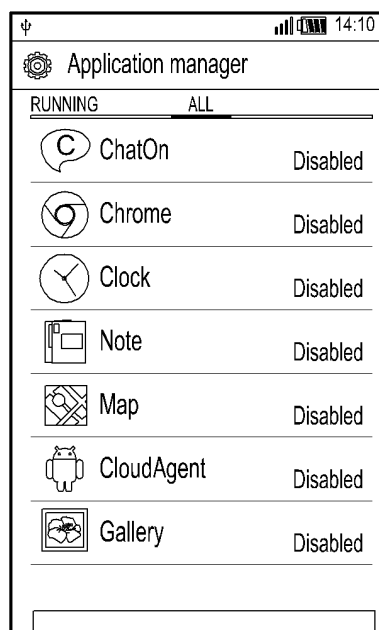 14:10
Application manager
RUNNING ALL
C
ChatOn
Disabled
Chrome
Disabled
Clock
Disabled
Note
Disabled
Map
Disabled
CloudAgent
Disabled
Gallery
Disabled